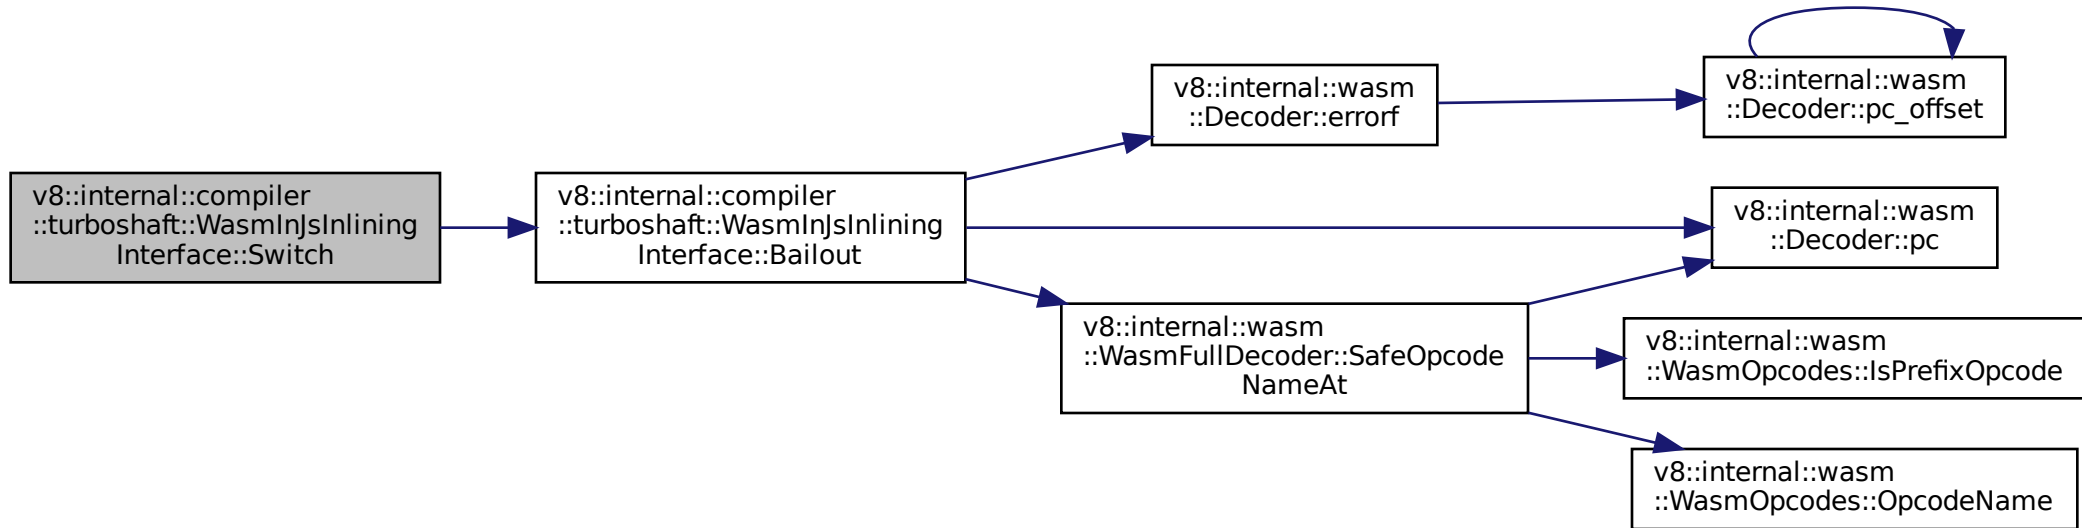 v8::internal::compiler
::turboshaft::WasmInJsInlining
Interface::Switch
v8::internal::compiler
::turboshaft::WasmInJsInlining
Interface::Bailout
v8::internal::wasm
::Decoder::errorf
v8::internal::wasm
::Decoder::pc_offset
v8::internal::wasm
::Decoder::pc
v8::internal::wasm
::WasmFullDecoder::SafeOpcode
NameAt
v8::internal::wasm
::WasmOpcodes::IsPrefixOpcode
v8::internal::wasm
::WasmOpcodes::OpcodeName